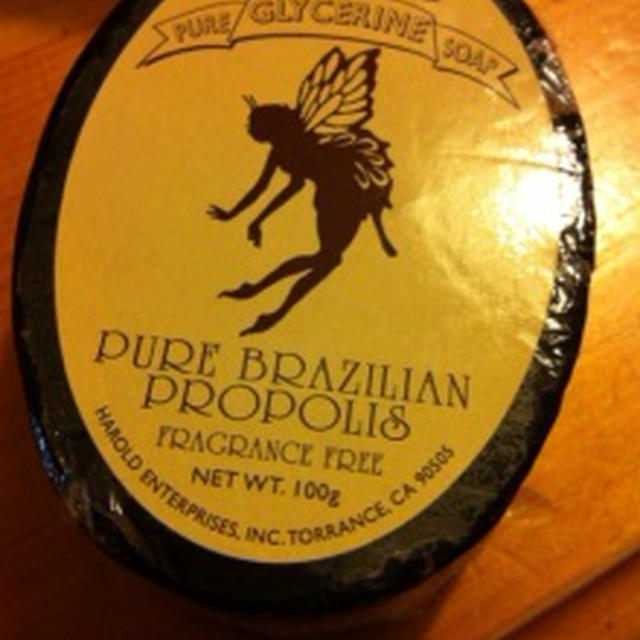 PURE GLYCERINE SOAP
PURE BRAZILIAN
PROPOLIS
FRAGRANCE FREE
NET WT. 100g
HAROLD ENTERPRISES, INC. TORRANCE, CA 90505